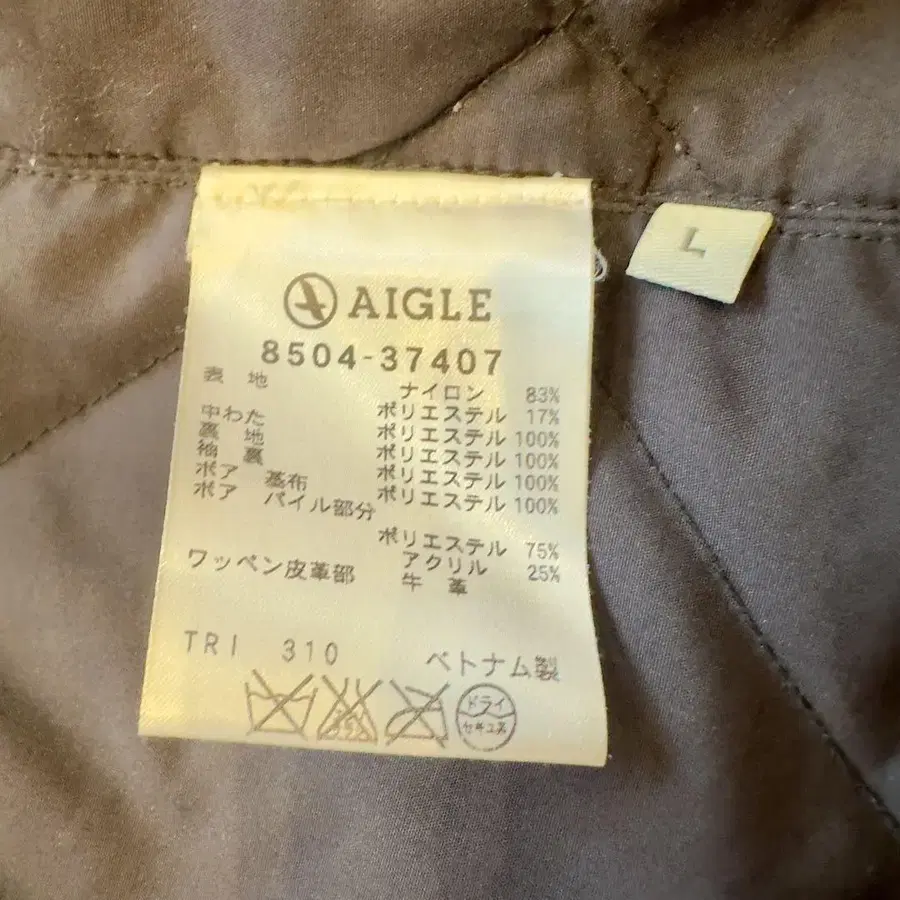 AIGLE
L
8504-37407
表 地 ナイロン 83%
ポリエステル 17%
中わた ポリエステル 100%
裏 地 ポリエステル 100%
袖 裏 ポリエステル 100%
ボア 基布 ポリエステル 100%
ボア パイル部分
ポリエステル 75%
アクリル 25%
ワッペン皮革部 牛 革
TRI 310
ベトナム製
ドライ
セキユ系